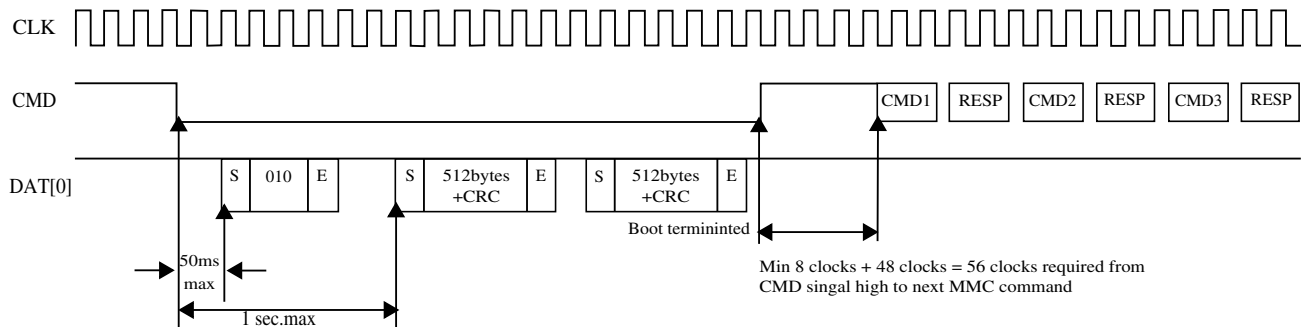 CLK
CMD
CMD1 RESP CMD2 RESP CMD3 RESP
DAT[0]
S 010 E S 512bytes +CRC E S 512bytes +CRC E
Boot termininted
50ms
max
1 sec.max
Min 8 clocks + 48 clocks = 56 clocks required from
CMD singal high to next MMC command